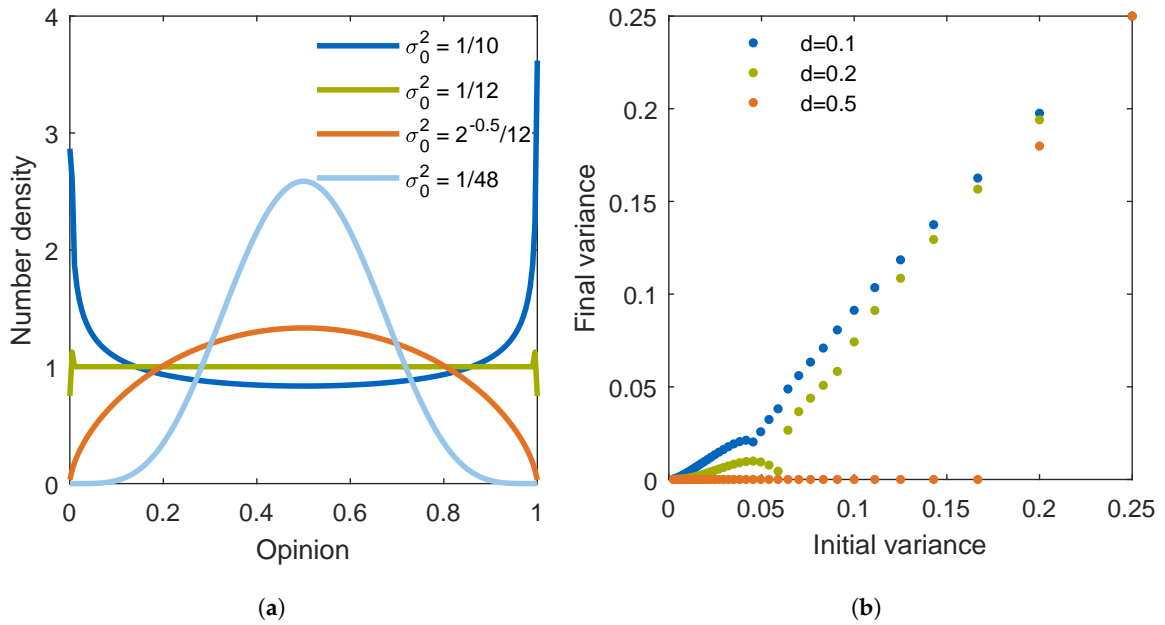 4
3
2
1
0
0
0.2
0.4
0.6
0.8
1
Number density
Opinion
σ₀² = 1/10
σ₀² = 1/12
σ₀² = 2⁻⁰·⁵/12
σ₀² = 1/48
(a)
0.25
0.2
0.15
0.1
0.05
0
0
0.05
0.1
0.15
0.2
0.25
Final variance
Initial variance
d=0.1
d=0.2
d=0.5
(b)